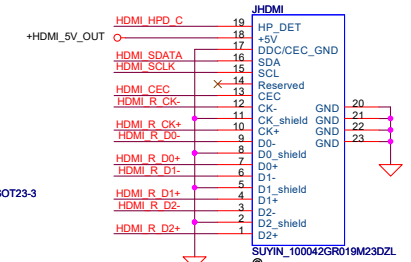 JHDMI
HDMI_HPD_C 19 HP_DET
+HDMI_5V_OUT 18 +5V
17 DDC/CEC_GND
HDMI_SDATA 16 SDA
HDMI_SCLK 15 SCL
14 Reserved
HDMI_CEC 13 CEC
HDMI_R_CK- 12 CK- GND 20
11 CK_shield GND 21
HDMI_R_CK+ 10 CK+ GND 22
HDMI_R_D0- 9 D0- GND 23
8 D0_shield
HDMI_R_D0+ 7 D0+
HDMI_R_D1- 6 D1-
5 D1_shield
HDMI_R_D1+ 4 D1+
HDMI_R_D2- 3 D2-
2 D2_shield
HDMI_R_D2+ 1 D2+
OT23-3
SUYIN_100042GR019M23DZL
@